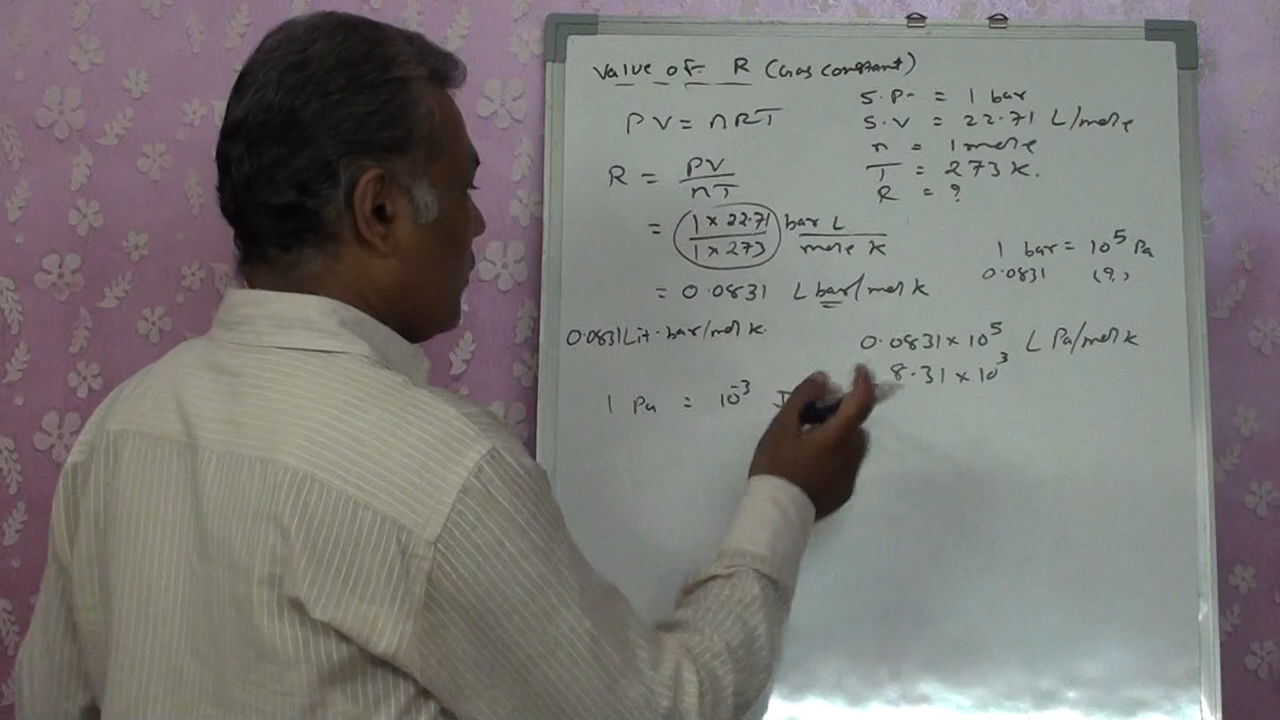 Value of R (Gas constant)
PV = nRT
R = PV / nT
= 1 × 22.71 / 1 × 273 bar L / mole K
= 0.0831 L bar/mol K
0.0831 Lit. bar/mol K.
1 Pa = 10⁻³ J
S.P = 1 bar
S.V = 22.71 L/mole
n = 1 mole
T = 273 K.
R = ?
1 bar = 10⁵ Pa
0.0831 (?)
0.0831 × 10⁵ L Pa/mol K
8.31 × 10³